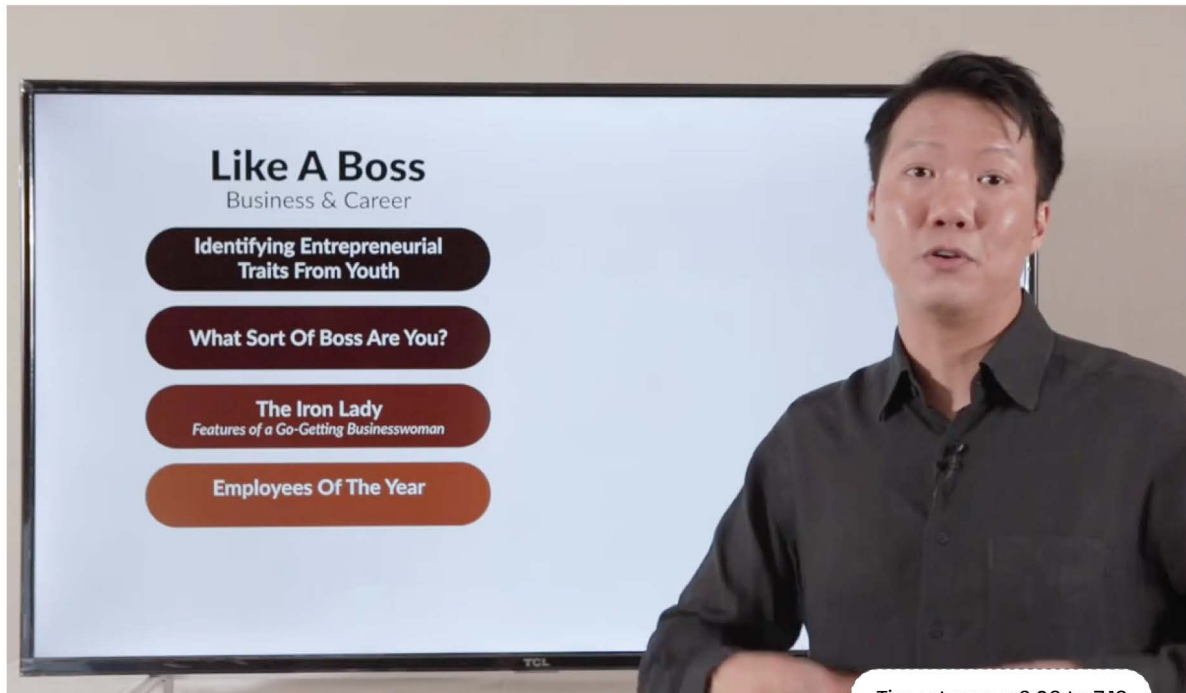 Like A Boss
Business & Career
Identifying Entrepreneurial
Traits From Youth
What Sort Of Boss Are You?
The Iron Lady
Features of a Go-Getting Businesswoman
Employees Of The Year
TCL